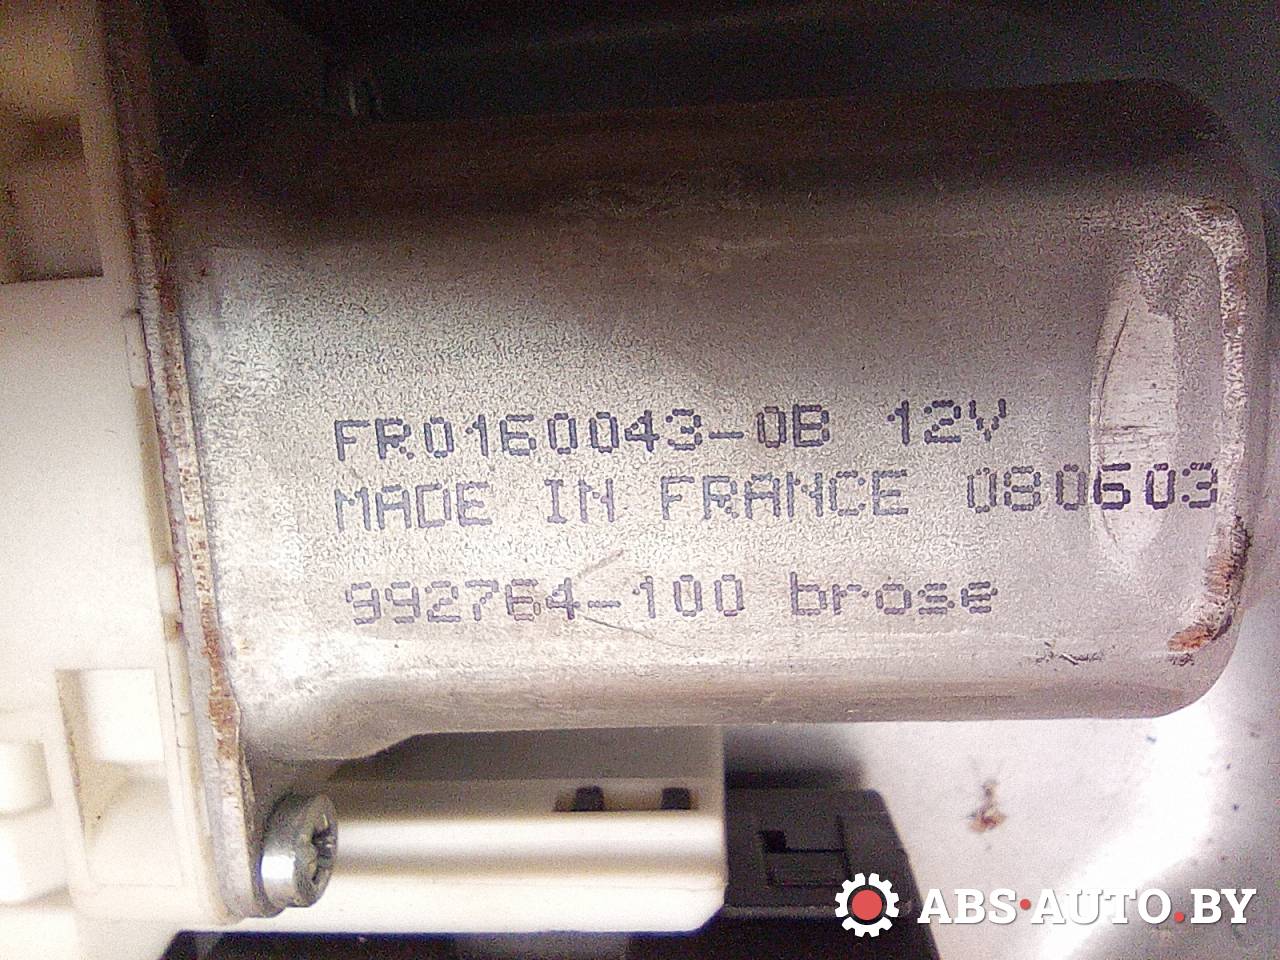 FR0160043-0B 12V
MADE IN FRANCE 080603
992764-100 brose
ABS·AUTO.BY